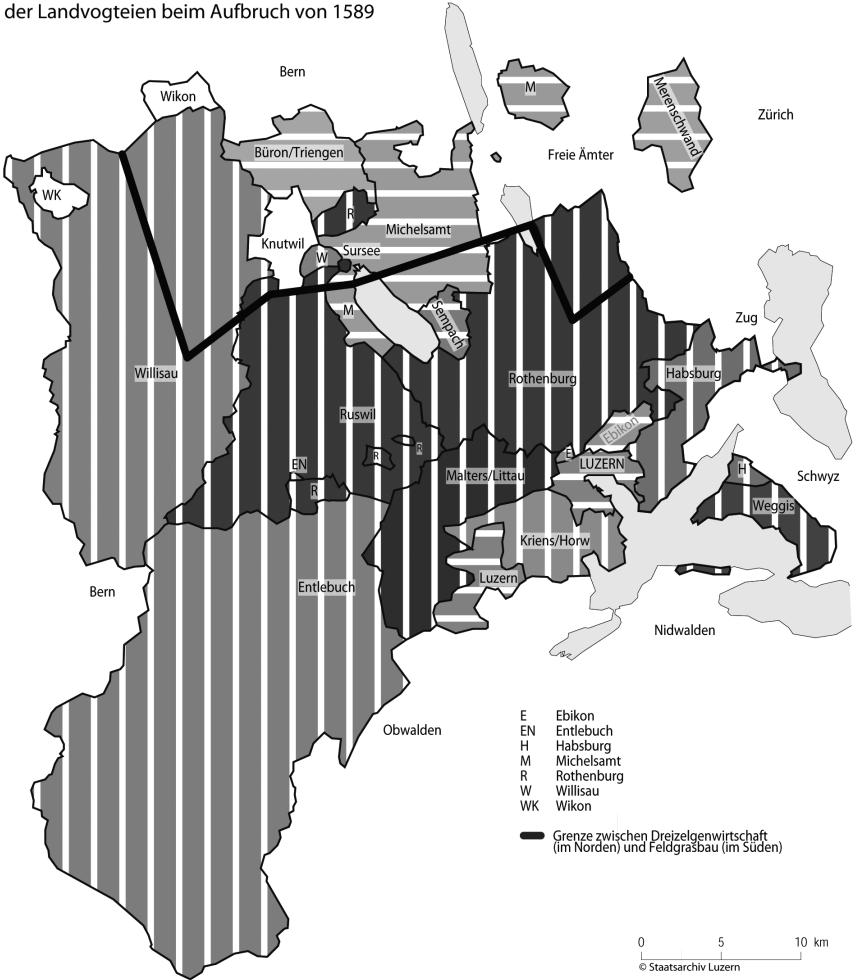 der Landvogteien beim Aufbruch von 1589
Bern
Wikon
M
Merenschwand
Zürich
Büron/Triengen
Freie Ämter
WK
R
Michelsamt
Knutwil
Sursee
W
M
Sempach
Zug
Willisau
Rothenburg
Habsburg
Ruswil
Ebikon
R
R
E
EN
LUZERN
H
Malters/Littau
Schwyz
R
Weggis
Kriens/Horw
Luzern
Entlebuch
Bern
Nidwalden
Obwalden
E Ebikon
EN Entlebuch
H Habsburg
M Michelsamt
R Rothenburg
W Willisau
WK Wikon
Grenze zwischen Dreizelgenwirtschaft
(im Norden) und Feldgrasbau (im Süden)
0 5 10 km
© Staatsarchiv Luzern